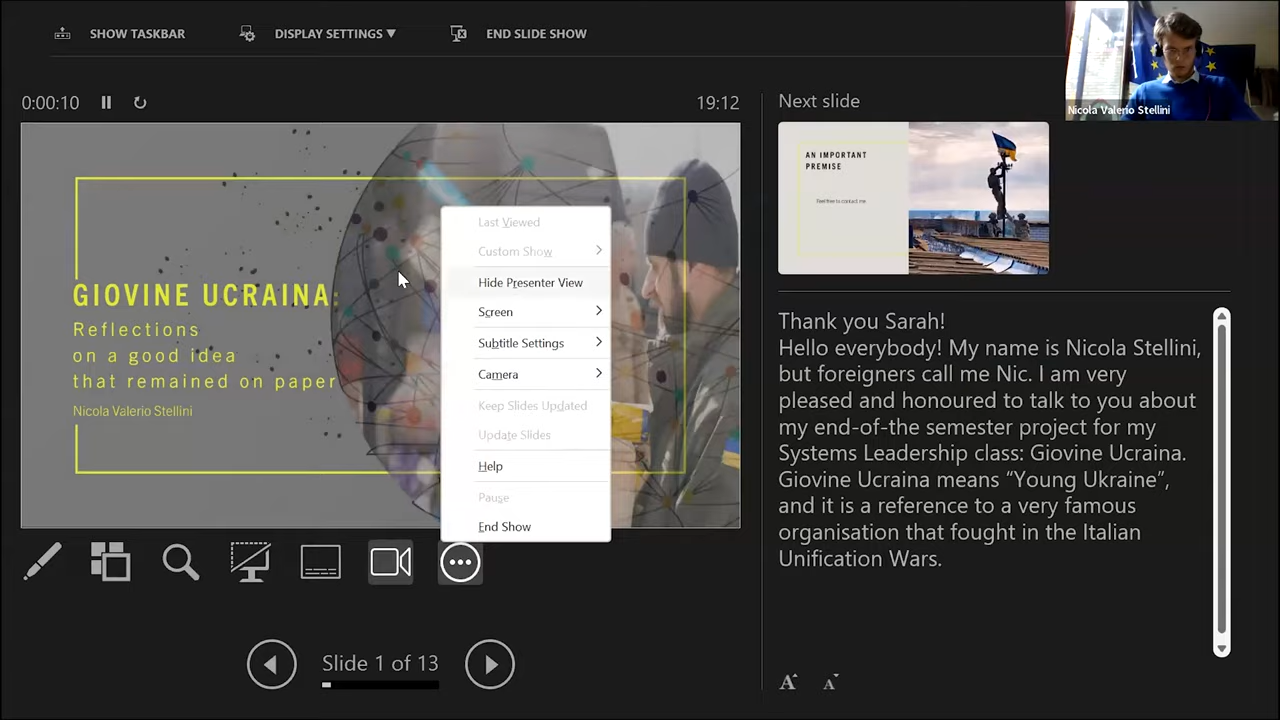 SHOW TASKBAR
DISPLAY SETTINGS ▼
END SLIDE SHOW
Nicola Valerio Stellini
0:00:10
19:12
GIOVINE UCRAINA:
Reflections
on a good idea
that remained on paper
Nicola Valerio Stellini
Last Viewed
Custom Show
Hide Presenter View
Screen
Subtitle Settings
Camera
Keep Slides Updated
Update Slides
Help
Pause
End Show
Slide 1 of 13
Next slide
AN IMPORTANT
PREMISE
Feel free to contact me
Thank you Sarah!
Hello everybody! My name is Nicola Stellini,
but foreigners call me Nic. I am very
pleased and honoured to talk to you about
my end-of-the semester project for my
Systems Leadership class: Giovine Ucraina.
Giovine Ucraina means “Young Ukraine”,
and it is a reference to a very famous
organisation that fought in the Italian
Unification Wars.
A A